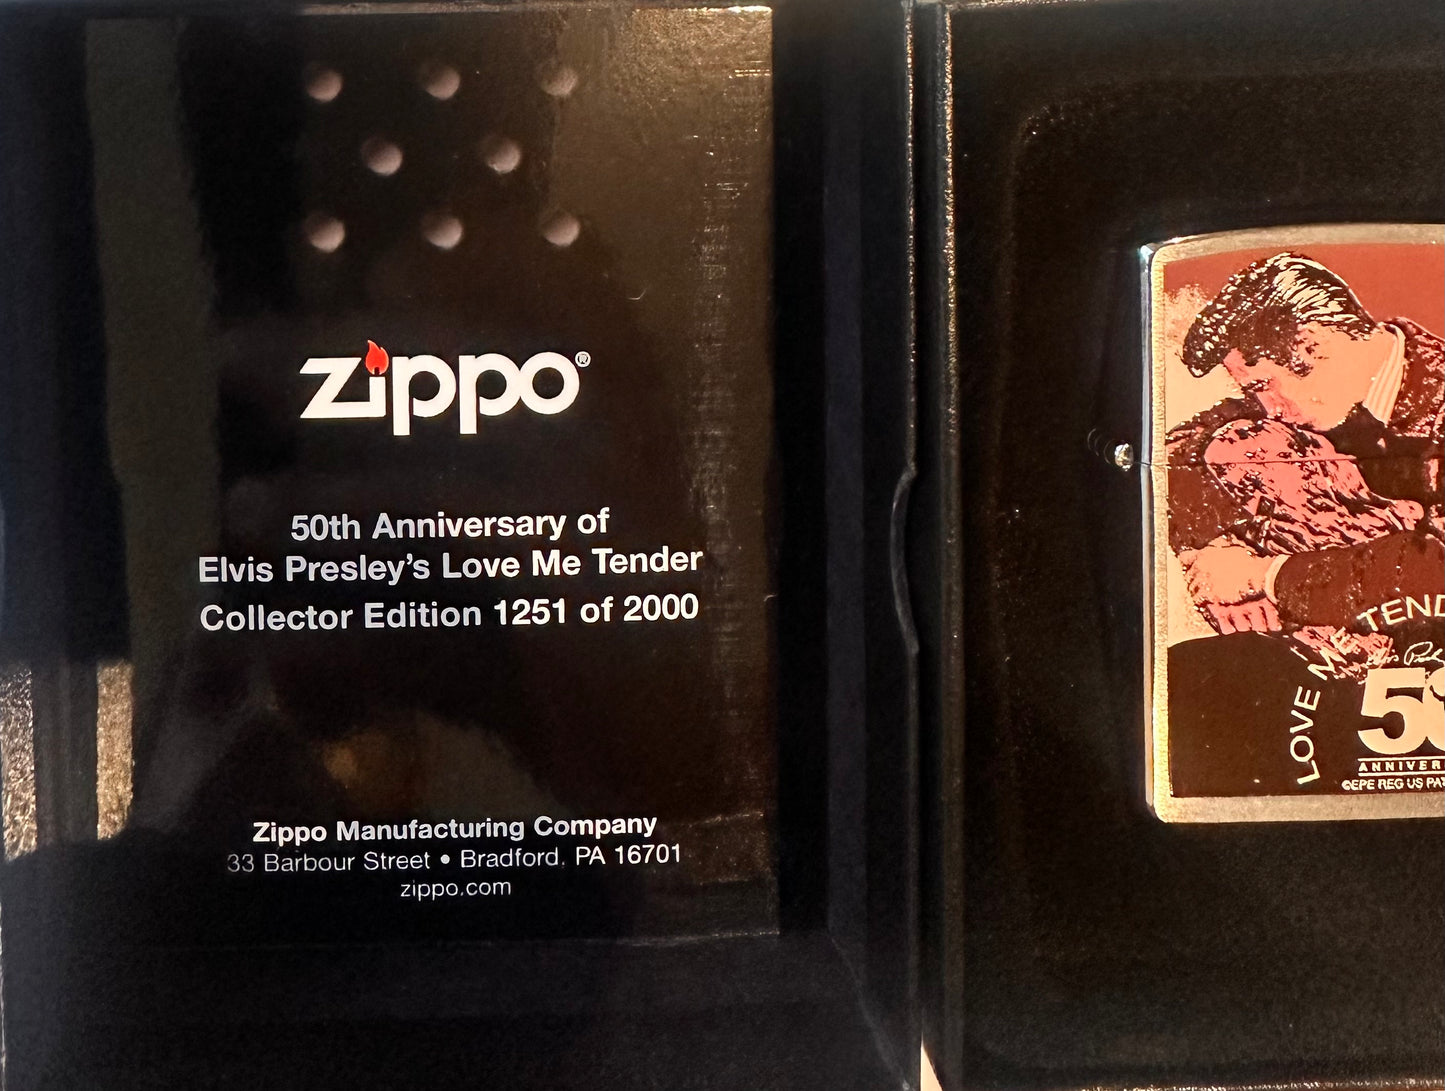 zippo®
50th Anniversary of
Elvis Presley's Love Me Tender
Collector Edition 1251 of 2000
Zippo Manufacturing Company
33 Barbour Street • Bradford, PA 16701
zippo.com
LOVE ME TEND
ANNIVER
©EPE REG US PAT